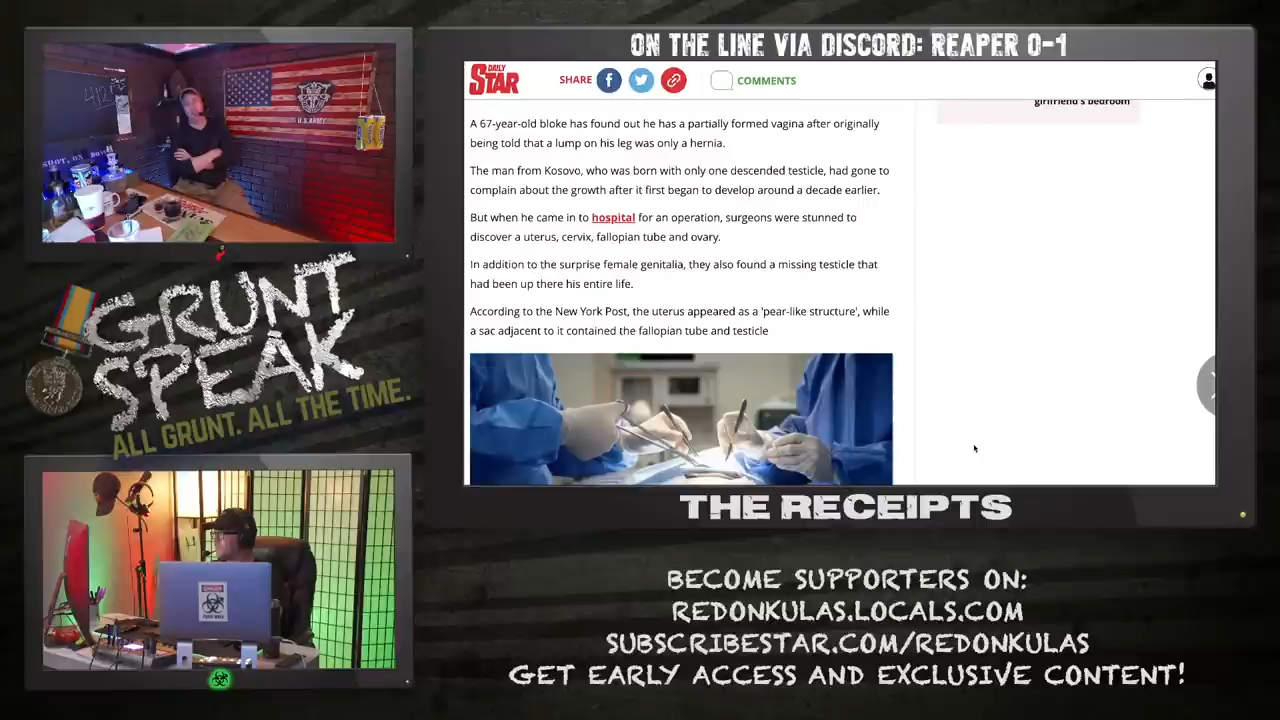 ON THE LINE VIA DISCORD: REAPER 0-1
DAILY
STAR
SHARE
COMMENTS
girlfriend's bedroom
A 67-year-old bloke has found out he has a partially formed vagina after originally
being told that a lump on his leg was only a hernia.
The man from Kosovo, who was born with only one descended testicle, had gone to
complain about the growth after it first began to develop around a decade earlier.
But when he came in to hospital for an operation, surgeons were stunned to
discover a uterus, cervix, fallopian tube and ovary.
In addition to the surprise female genitalia, they also found a missing testicle that
had been up there his entire life.
According to the New York Post, the uterus appeared as a 'pear-like structure', while
a sac adjacent to it contained the fallopian tube and testicle
U.S. ARMY
GRUNT
SPEAK
ALL GRUNT. ALL THE TIME.
THE RECEIPTS
BECOME SUPPORTERS ON:
REDONKULAS.LOCALS.COM
SUBSCRIBESTAR.COM/REDONKULAS
GET EARLY ACCESS AND EXCLUSIVE CONTENT!